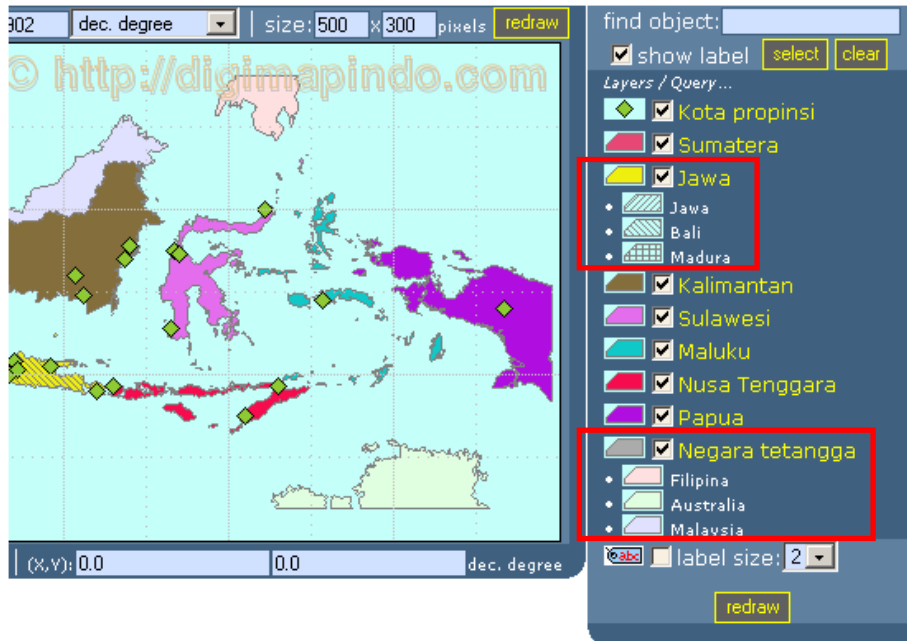 302 dec. degree size: 500 x 300 pixels redraw
© http://digimapindo.com
(X,Y): 0.0 0.0 dec. degree
find object:
show label select clear
Layers / Query...
Kota propinsi
Sumatera
Jawa
Jawa
Bali
Madura
Kalimantan
Sulawesi
Maluku
Nusa Tenggara
Papua
Negara tetangga
Filipina
Australia
Malaysia
abc label size: 2
redraw